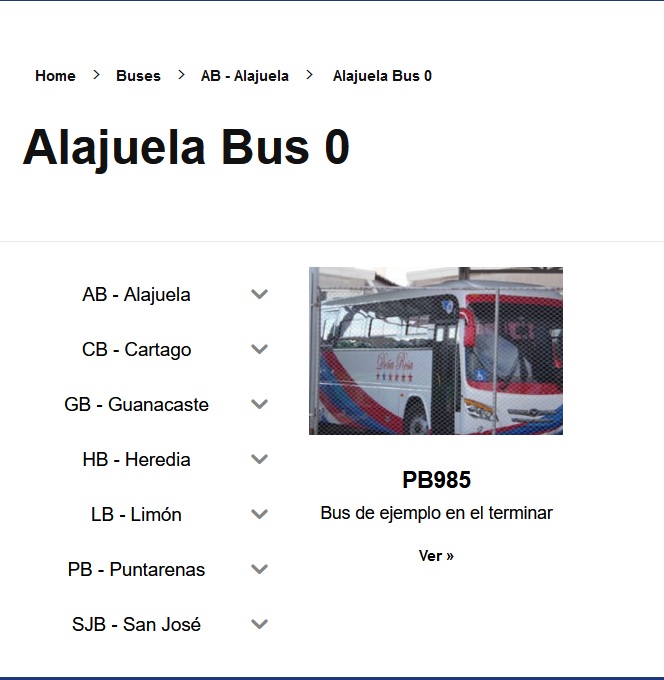 Home > Buses > AB - Alajuela > Alajuela Bus 0
Alajuela Bus 0
AB - Alajuela
CB - Cartago
GB - Guanacaste
HB - Heredia
LB - Limón
PB - Puntarenas
SJB - San José
Doña Rosa
PB985
Bus de ejemplo en el terminar
Ver »